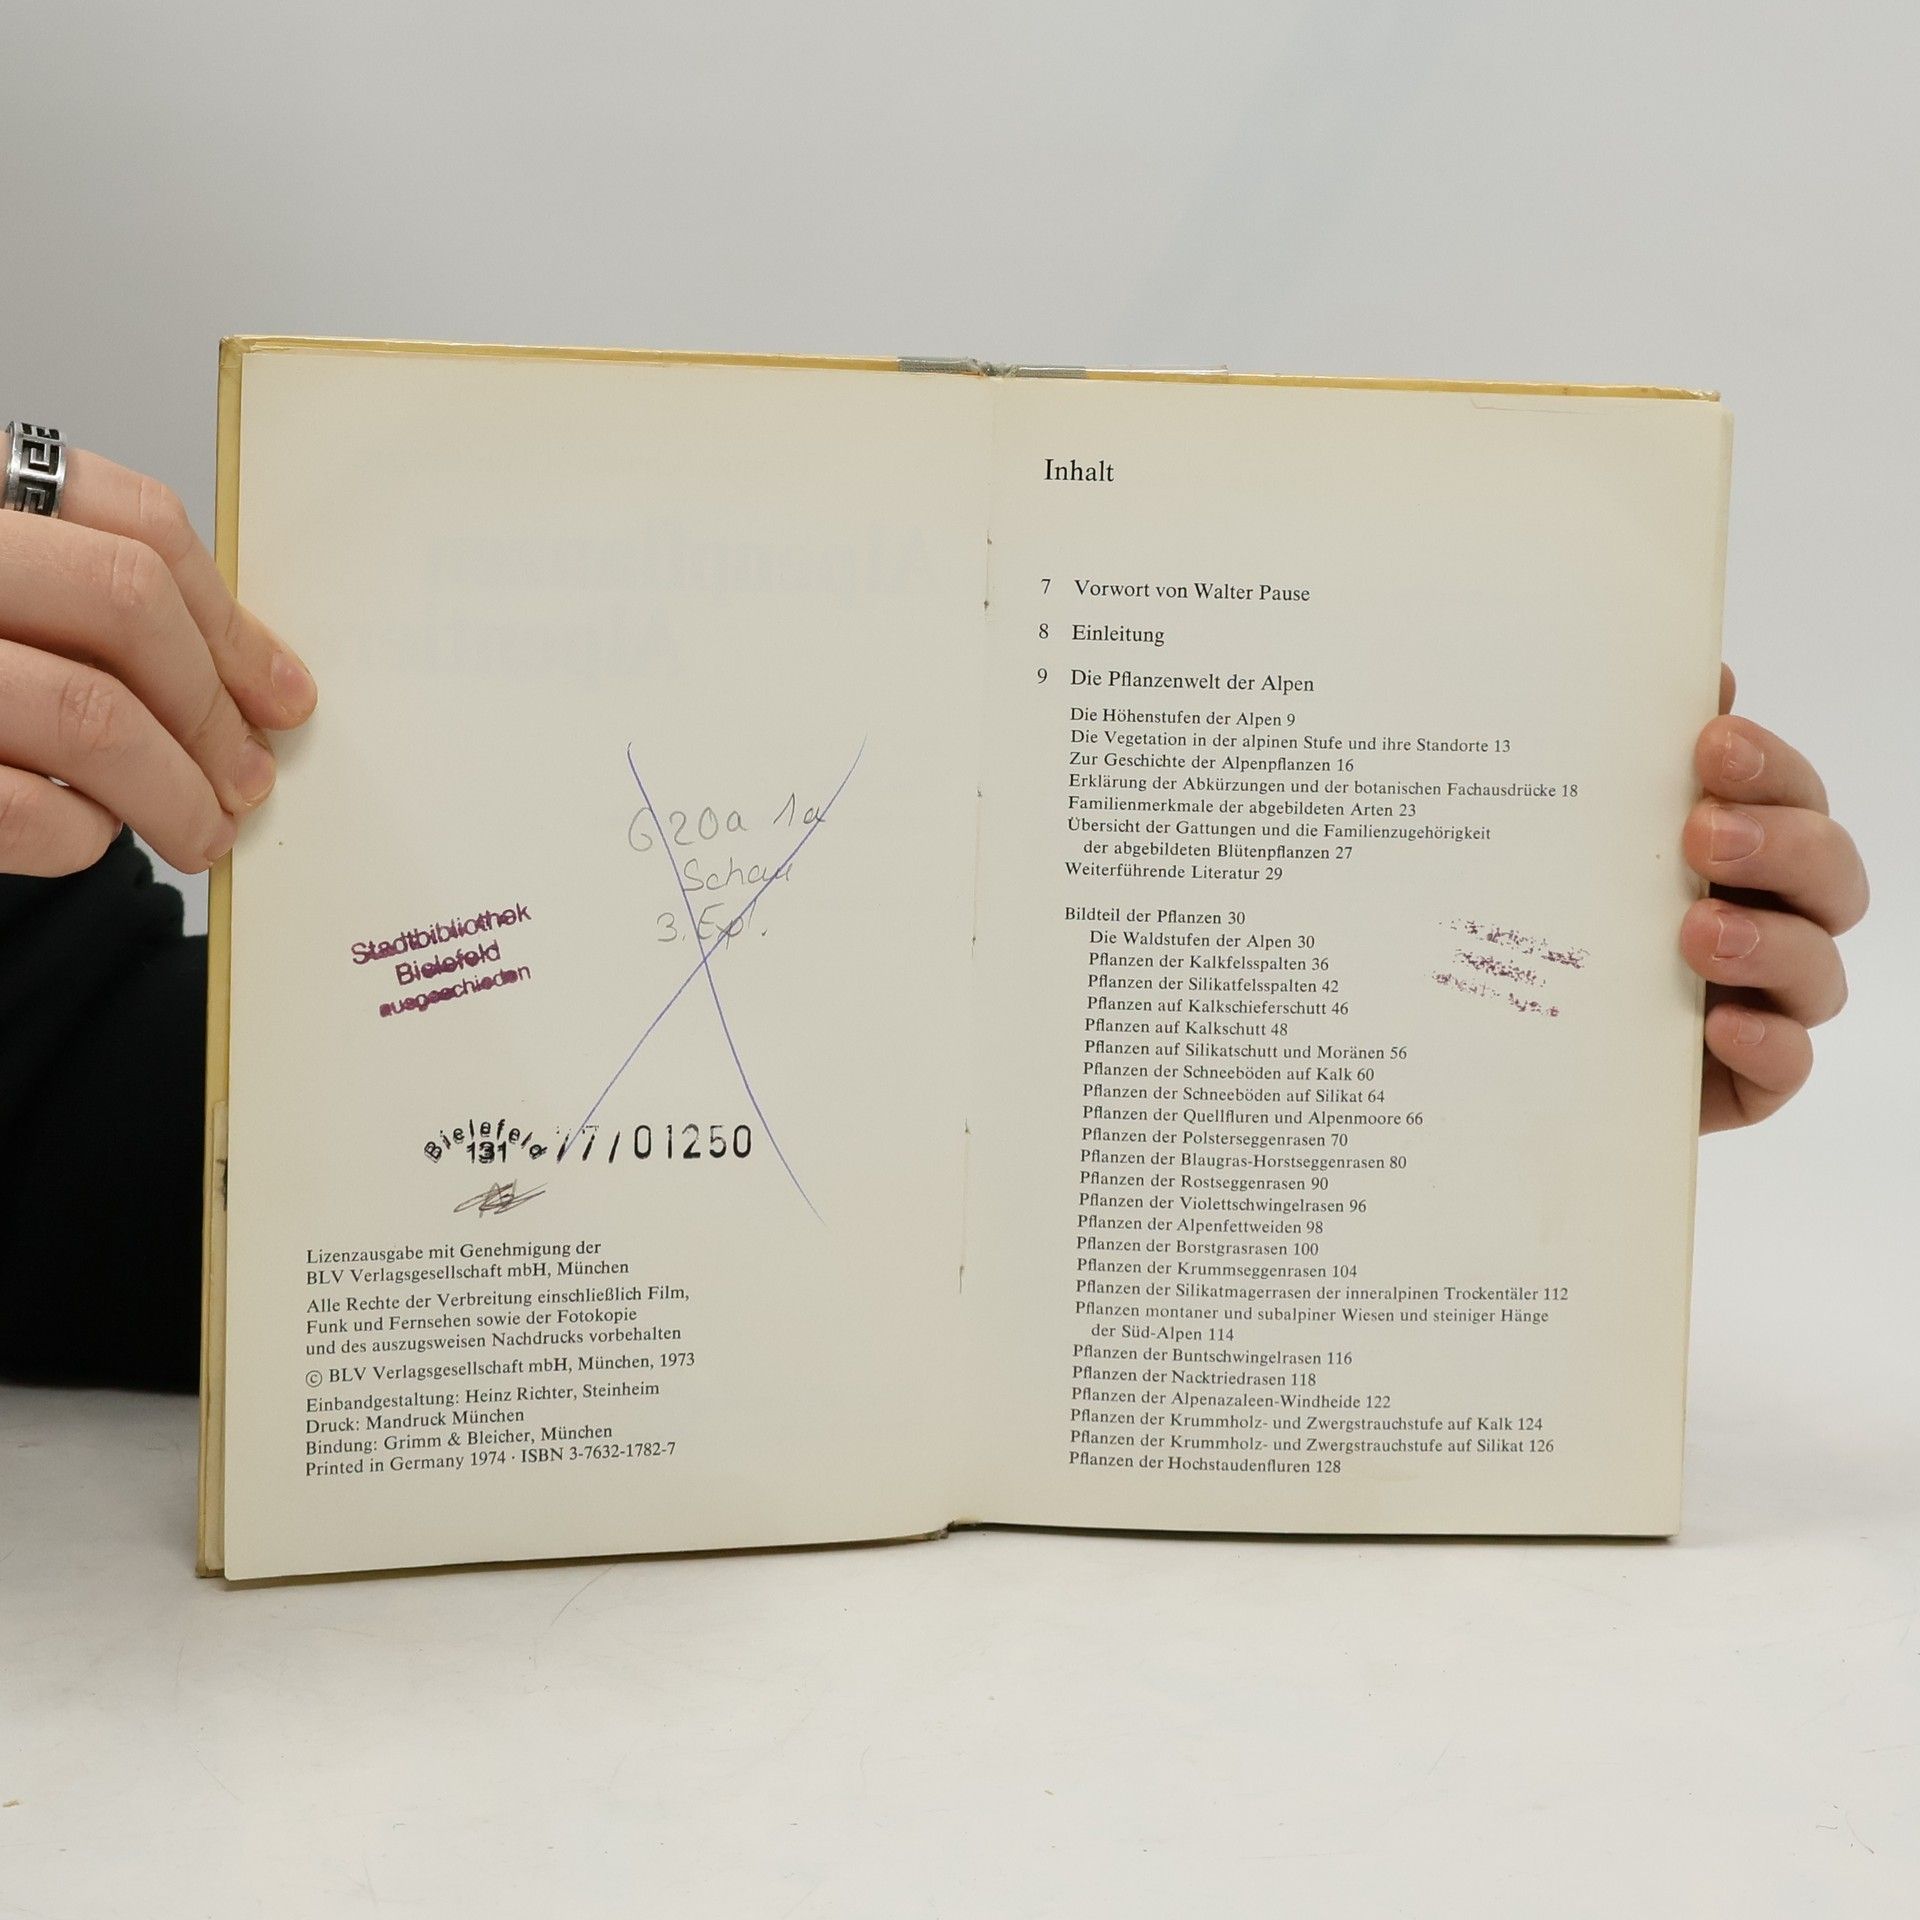 G 20a 1a
Schau
3. Expl.
Stadtbibliothek
Bielefeld
ausgeschieden
Bielefeld
131
77/01250
Lizenzausgabe mit Genehmigung der
BLV Verlagsgesellschaft mbH, München
Alle Rechte der Verbreitung einschließlich Film,
Funk und Fernsehen sowie der Fotokopie
und des auszugsweisen Nachdrucks vorbehalten
© BLV Verlagsgesellschaft mbH, München, 1973
Einbandgestaltung: Heinz Richter, Steinheim
Druck: Mandruck München
Bindung: Grimm & Bleicher, München
Printed in Germany 1974 · ISBN 3-7632-1782-7
Inhalt
7 Vorwort von Walter Pause
8 Einleitung
9 Die Pflanzenwelt der Alpen
Die Höhenstufen der Alpen 9
Die Vegetation in der alpinen Stufe und ihre Standorte 13
Zur Geschichte der Alpenpflanzen 16
Erklärung der Abkürzungen und der botanischen Fachausdrücke 18
Familienmerkmale der abgebildeten Arten 23
Übersicht der Gattungen und die Familienzugehörigkeit
der abgebildeten Blütenpflanzen 27
Weiterführende Literatur 29
Bildteil der Pflanzen 30
Die Waldstufen der Alpen 30
Pflanzen der Kalkfelsspalten 36
Pflanzen der Silikatfelsspalten 42
Pflanzen auf Kalkschieferschutt 46
Pflanzen auf Kalkschutt 48
Pflanzen auf Silikatschutt und Moränen 56
Pflanzen der Schneeböden auf Kalk 60
Pflanzen der Schneeböden auf Silikat 64
Pflanzen der Quellfluren und Alpenmoore 66
Pflanzen der Polsterseggenrasen 70
Pflanzen der Blaugras-Horstseggenrasen 80
Pflanzen der Rostseggenrasen 90
Pflanzen der Violettschwingelrasen 96
Pflanzen der Alpenfettweiden 98
Pflanzen der Borstgrasrasen 100
Pflanzen der Krummseggenrasen 104
Pflanzen der Silikatmagerrasen der inneralpinen Trockentäler 112
Pflanzen montaner und subalpiner Wiesen und steiniger Hänge
der Süd-Alpen 114
Pflanzen der Buntschwingelrasen 116
Pflanzen der Nacktriedrasen 118
Pflanzen der Alpenazaleen-Windheide 122
Pflanzen der Krummholz- und Zwergstrauchstufe auf Kalk 124
Pflanzen der Krummholz- und Zwergstrauchstufe auf Silikat 126
Pflanzen der Hochstaudenfluren 128